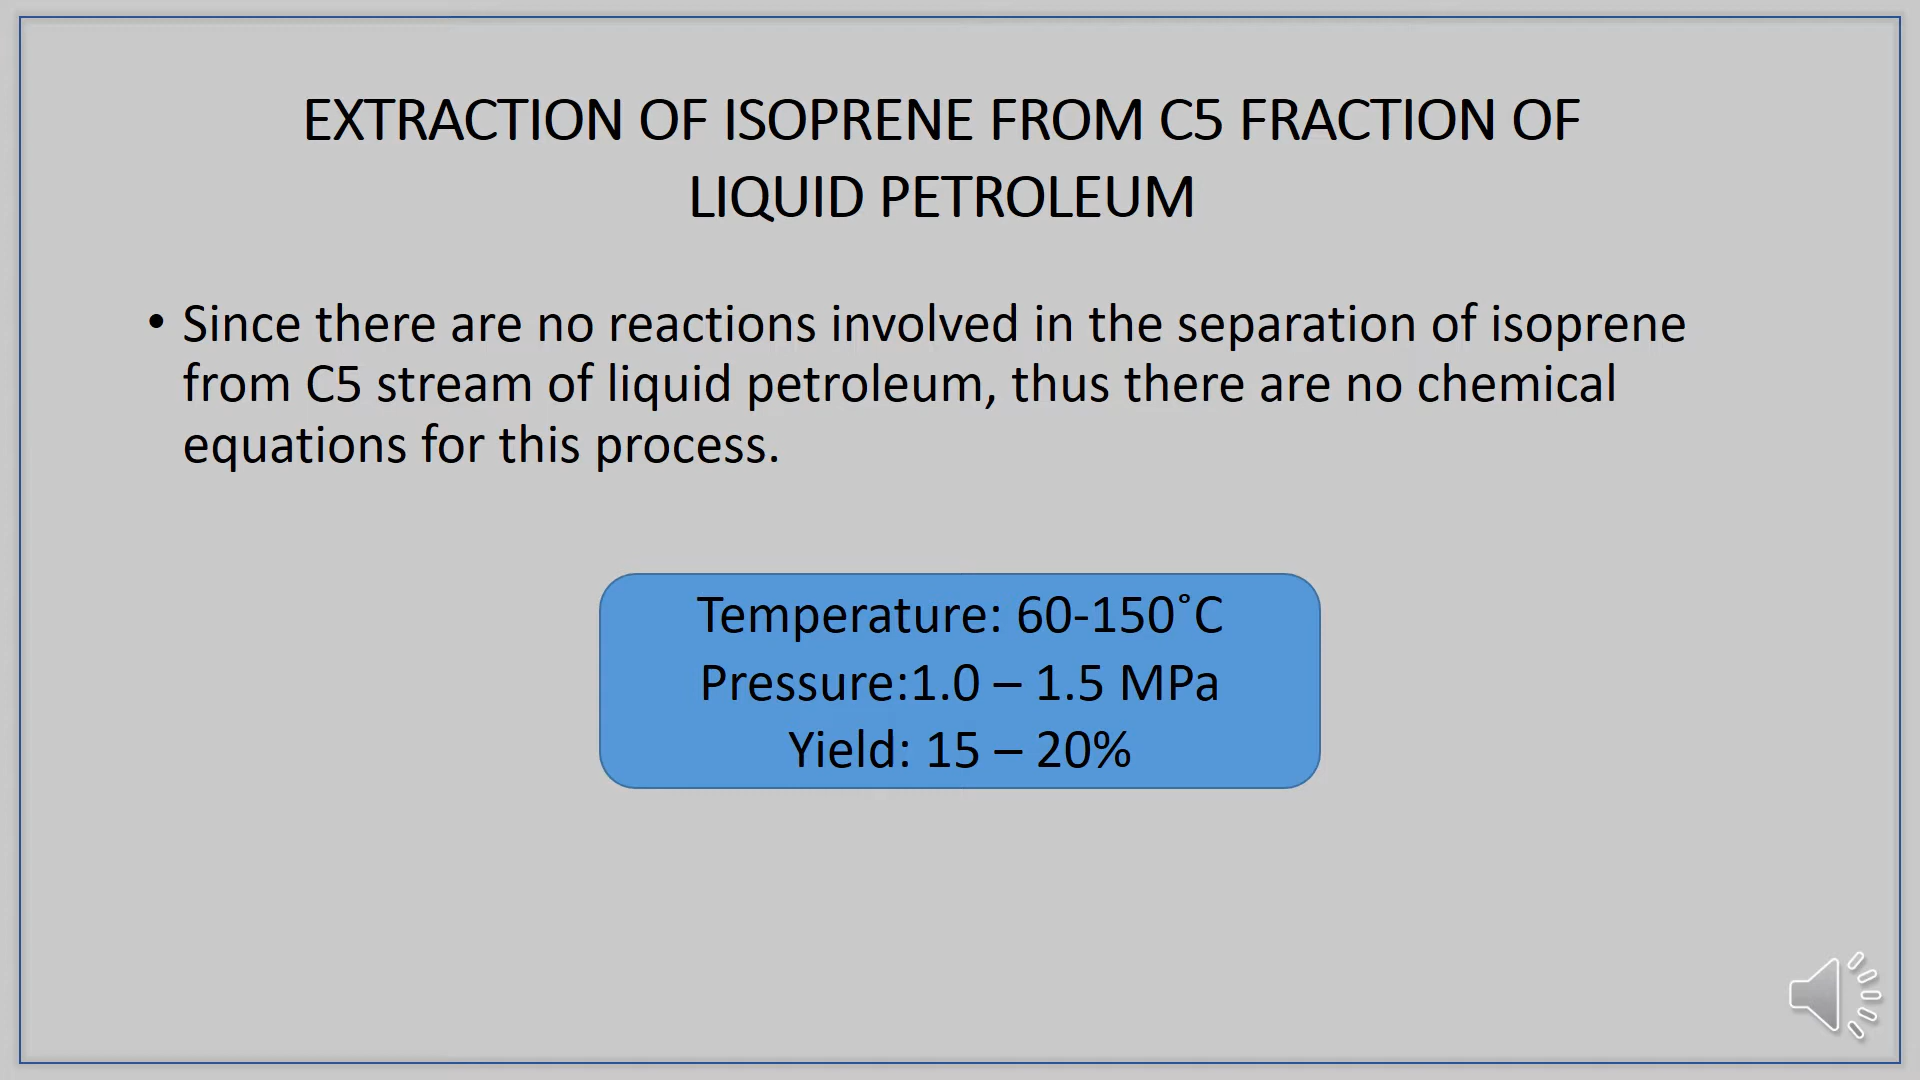 EXTRACTION OF ISOPRENE FROM C5 FRACTION OF
LIQUID PETROLEUM
• Since there are no reactions involved in the separation of isoprene
from C5 stream of liquid petroleum, thus there are no chemical
equations for this process.
Temperature: 60-150˚C
Pressure:1.0 – 1.5 MPa
Yield: 15 – 20%